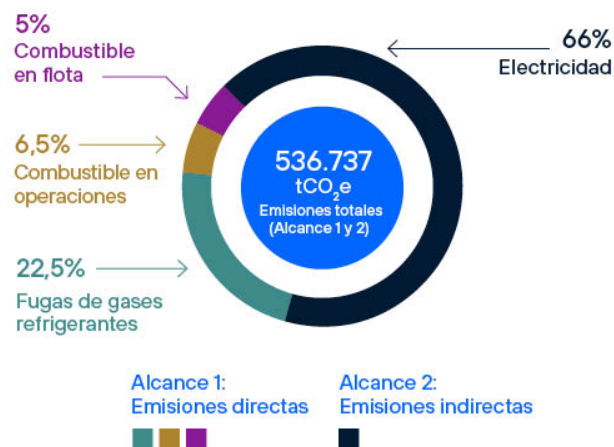 5%
Combustible
en flota
66%
Electricidad
6,5%
Combustible en
operaciones
536.737
tCO₂e
Emisiones totales
(Alcance 1 y 2)
22,5%
Fugas de gases
refrigerantes
Alcance 1:
Emisiones directas
Alcance 2:
Emisiones indirectas